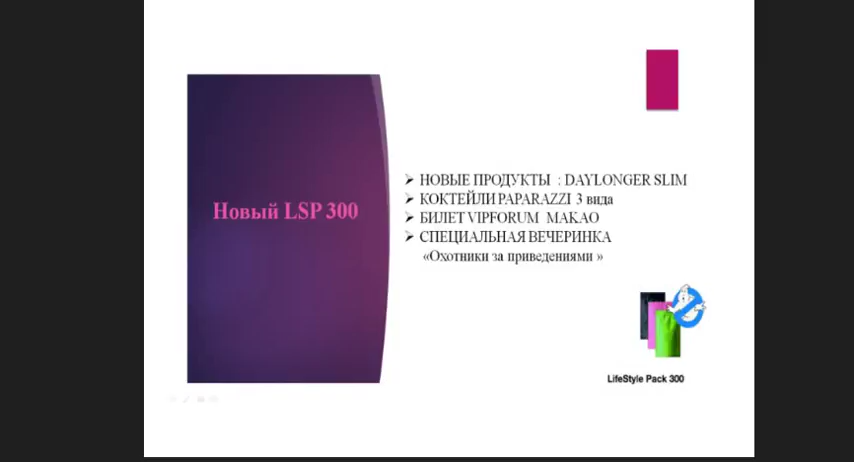 Новый LSP 300
НОВЫЕ ПРОДУКТЫ : DAYLONGER SLIM
КОКТЕЙЛИ PAPARAZZI 3 вида
БИЛЕТ VIPFORUM МАКАО
СПЕЦИАЛЬНАЯ ВЕЧЕРИНКА
«Охотники за приведениями »
LifeStyle Pack 300